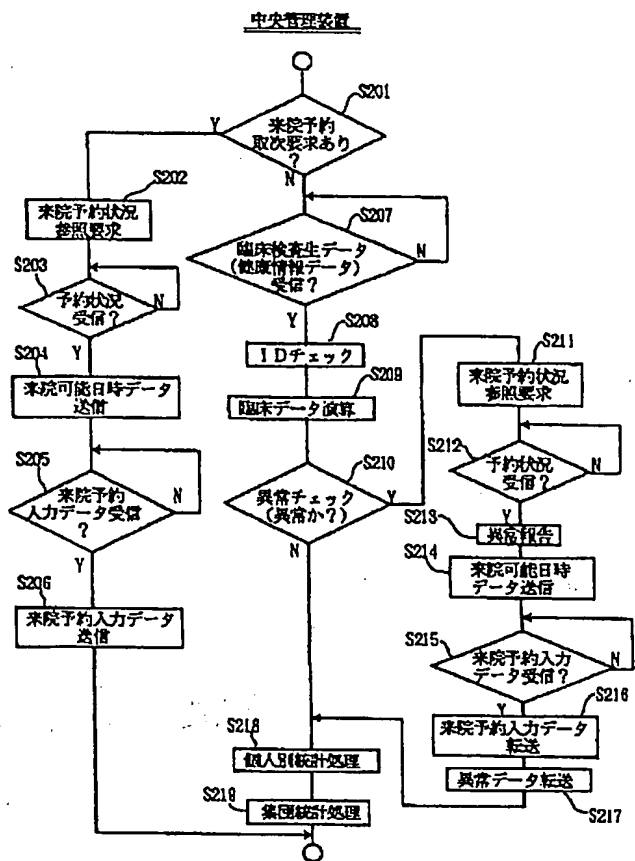 中央管理装置
S201
来院予約
取次要求あり
?
Y
N
S202
来院予約状況
参照要求
S203
予約状況
受信?
N
Y
S204
来院可能日時データ
送信
S205
来院予約
入力データ受信
?
N
Y
S206
来院予約入力データ
送信
S207
臨床検査生データ
(健康情報データ)
受信?
N
Y
S208
IDチェック
S209
臨床データ演算
S210
異常チェック
(異常か?)
Y
N
S211
来院予約状況
参照要求
S212
予約状況
受信?
N
Y
S213
異常報告
S214
来院可能日時
データ送信
S215
来院予約入力
データ受信?
N
Y
S216
来院予約入力データ
転送
異常データ転送
S217
S218
個人別統計処理
S219
集団統計処理